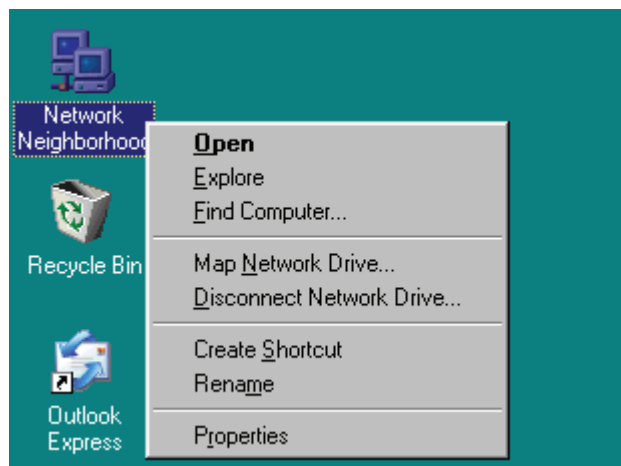 Network
Neighborhood
Recycle Bin
Outlook
Express
Open
Explore
Find Computer...
Map Network Drive...
Disconnect Network Drive...
Create Shortcut
Rename
Properties